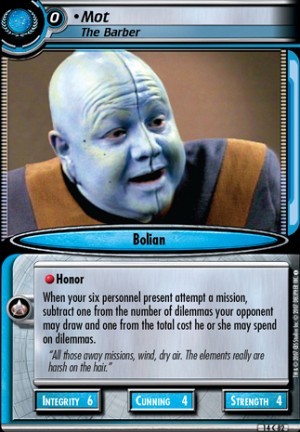 0
• Mot
The Barber
Bolian
Honor
When your six personnel present attempt a mission,
subtract one from the number of dilemmas your opponent
may draw and one from the total cost he or she may spend
on dilemmas.
"All those away missions, wind, dry air. The elements really are
harsh on the hair."
INTEGRITY 6
CUNNING 4
STRENGTH 4
14 C 82